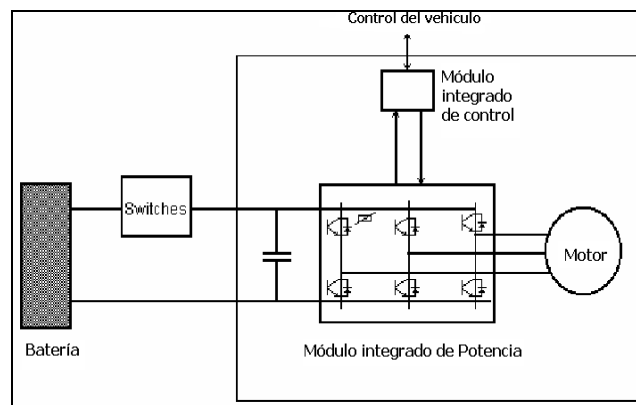 Control del vehiculo
Módulo
integrado
de control
Switches
Motor
Batería
Módulo integrado de Potencia